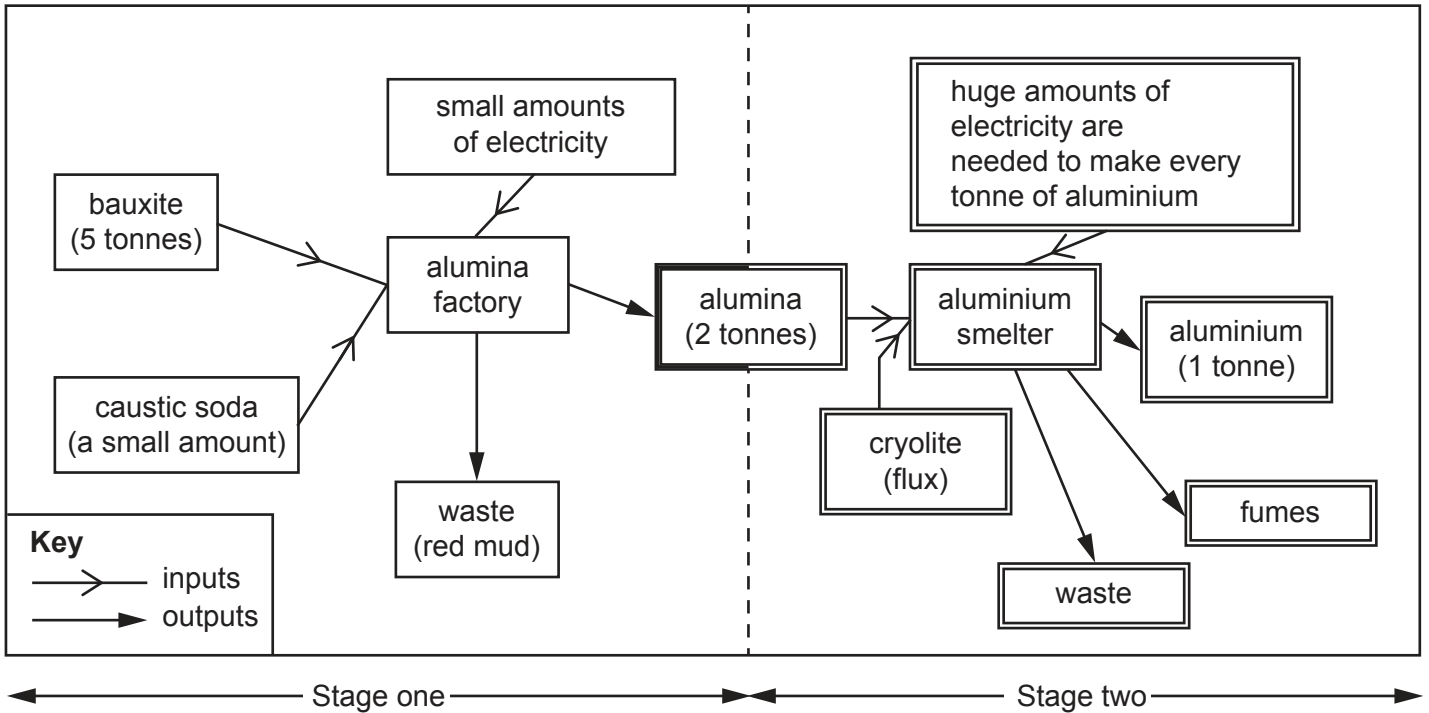 small amounts
of electricity
bauxite
(5 tonnes)
alumina
factory
caustic soda
(a small amount)
waste
(red mud)
alumina
(2 tonnes)
huge amounts of
electricity are
needed to make every
tonne of aluminium
aluminium
smelter
aluminium
(1 tonne)
cryolite
(flux)
fumes
waste
Key
inputs
outputs
Stage one
Stage two